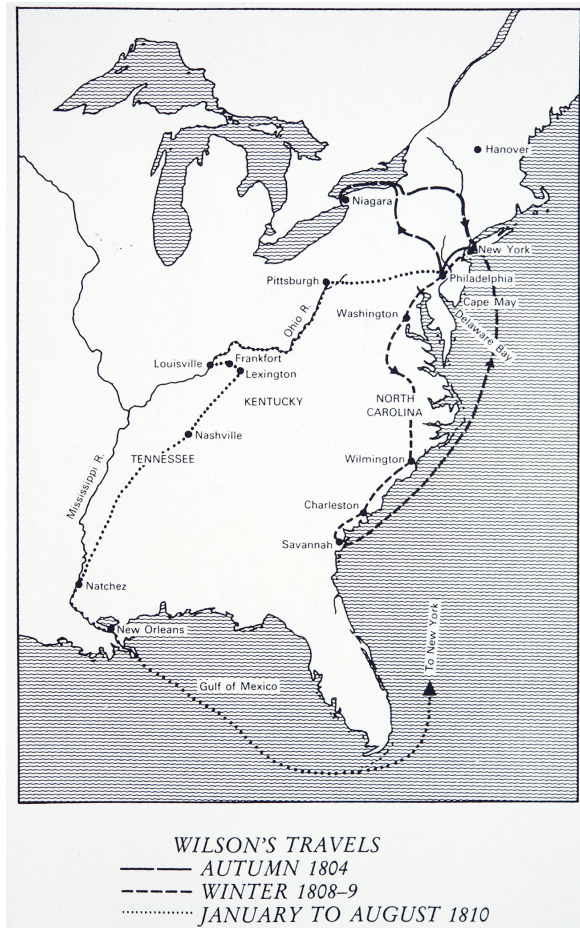 Hanover
Niagara
New York
Pittsburgh
Philadelphia
Cape May
Washington
Delaware Bay
Ohio R.
Louisville
Frankfort
Lexington
KENTUCKY
NORTH
CAROLINA
Nashville
TENNESSEE
Wilmington
Mississippi R.
Charleston
Savannah
Natchez
New Orleans
To New York
Gulf of Mexico
WILSON'S TRAVELS
AUTUMN 1804
WINTER 1808–9
JANUARY TO AUGUST 1810